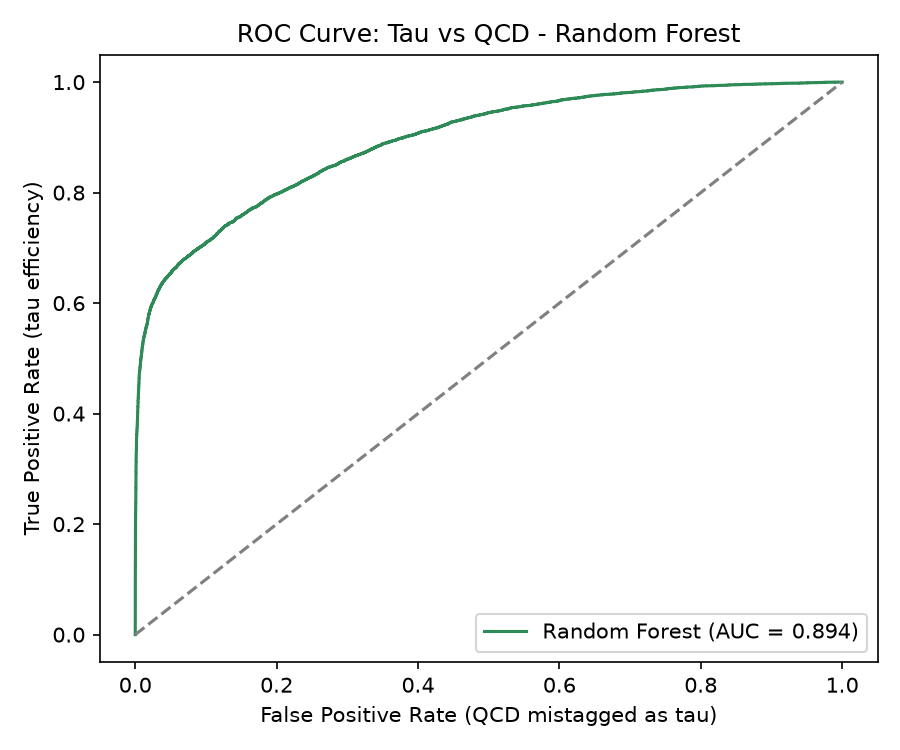 ROC Curve: Tau vs QCD - Random Forest
True Positive Rate (tau efficiency)
1.0
0.8
0.6
0.4
0.2
0.0
Random Forest (AUC = 0.894)
0.0 0.2 0.4 0.6 0.8 1.0
False Positive Rate (QCD mistagged as tau)